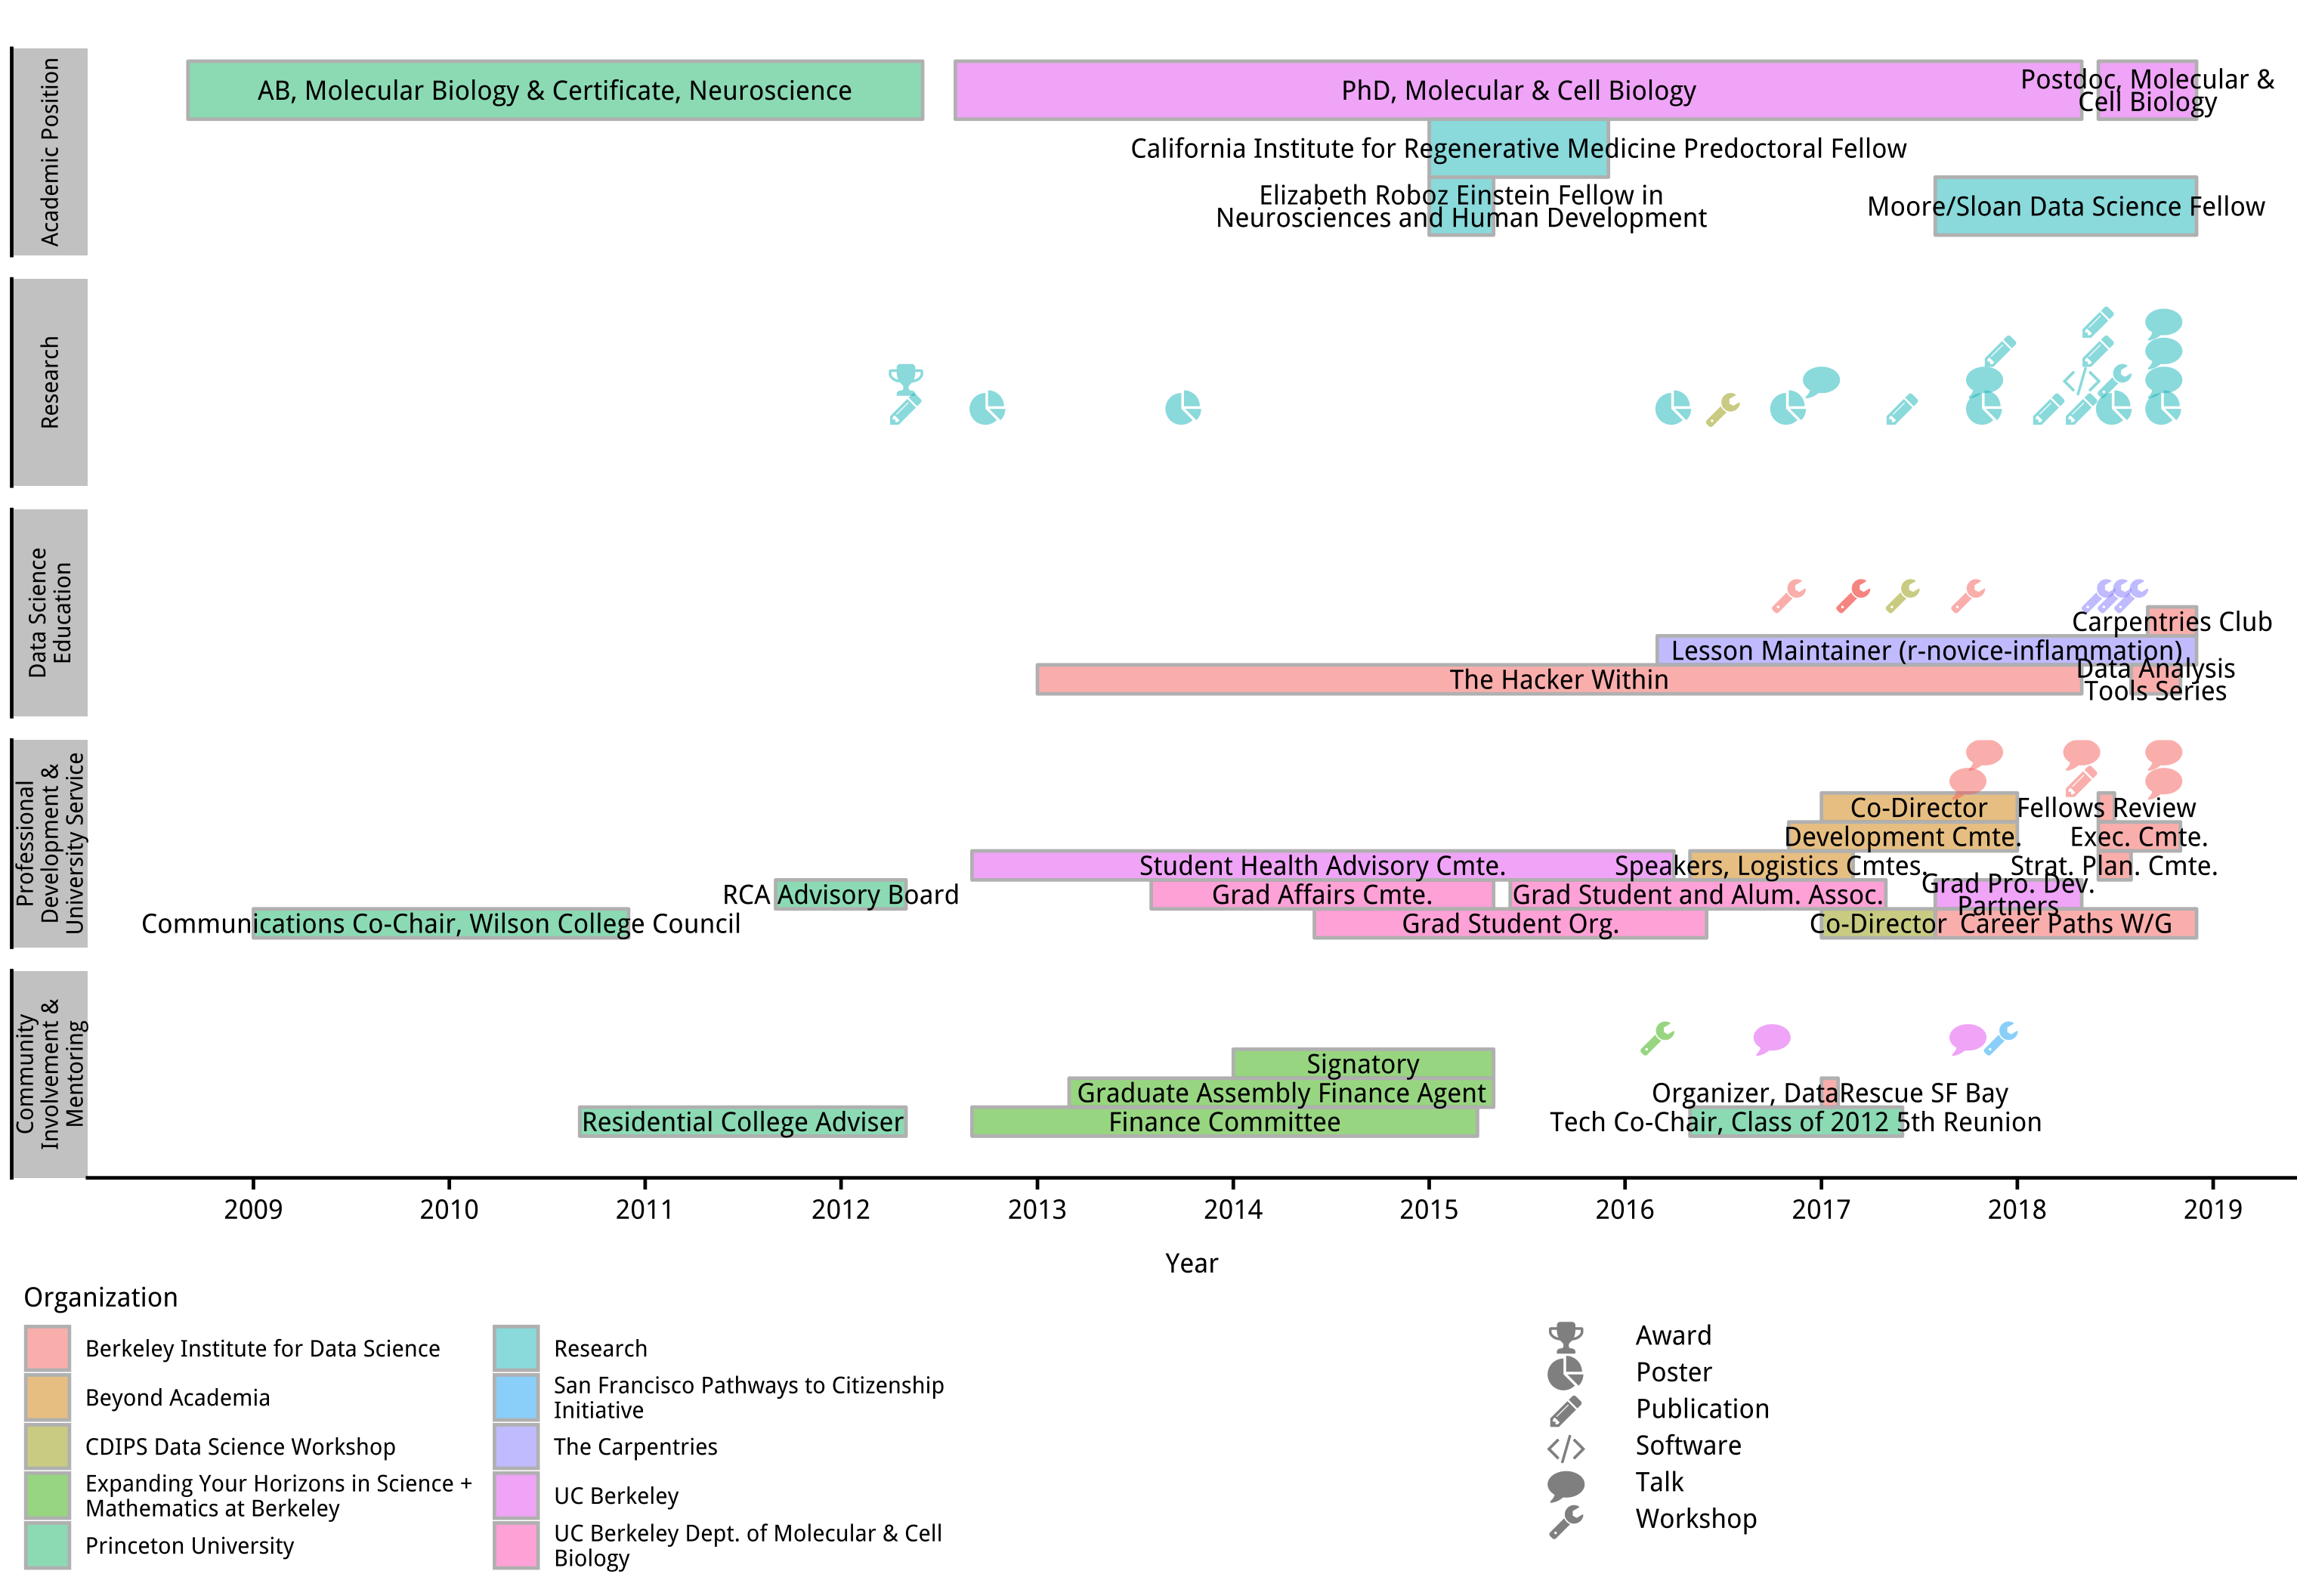 Academic Position
AB, Molecular Biology & Certificate, Neuroscience
PhD, Molecular & Cell Biology
Postdoc, Molecular &
Cell Biology
California Institute for Regenerative Medicine Predoctoral Fellow
Elizabeth Roboz Einstein Fellow in
Neurosciences and Human Development
Moore/Sloan Data Science Fellow
Research
Data Science
Education
Carpentries Club
Lesson Maintainer (r-novice-inflammation)
The Hacker Within
Data Analysis
Tools Series
Professional
Development &
University Service
Co-Director
Fellows Review
Development Cmte.
Exec. Cmte.
Student Health Advisory Cmte.
Speakers, Logistics Cmtes.
Strat. Plan. Cmte.
RCA Advisory Board
Grad Affairs Cmte.
Grad Student and Alum. Assoc.
Grad Pro. Dev.
Partners
Communications Co-Chair, Wilson College Council
Grad Student Org.
Co-Director
Career Paths W/G
Community
Involvement &
Mentoring
Signatory
Graduate Assembly Finance Agent
Organizer, DataRescue SF Bay
Residential College Adviser
Finance Committee
Tech Co-Chair, Class of 2012 5th Reunion
2009
2010
2011
2012
2013
2014
2015
2016
2017
2018
2019
Year
Organization
Berkeley Institute for Data Science
Beyond Academia
CDIPS Data Science Workshop
Expanding Your Horizons in Science +
Mathematics at Berkeley
Princeton University
Research
San Francisco Pathways to Citizenship
Initiative
The Carpentries
UC Berkeley
UC Berkeley Dept. of Molecular & Cell
Biology
Award
Poster
Publication
Software
Talk
Workshop